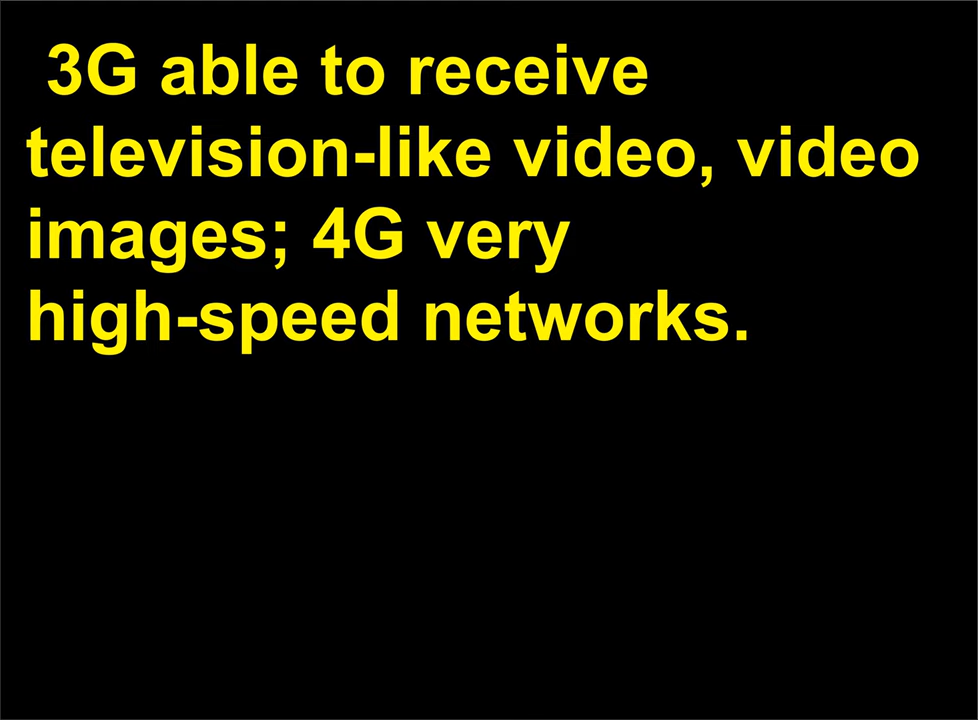 3G able to receive
television-like video, video
images; 4G very
high-speed networks.